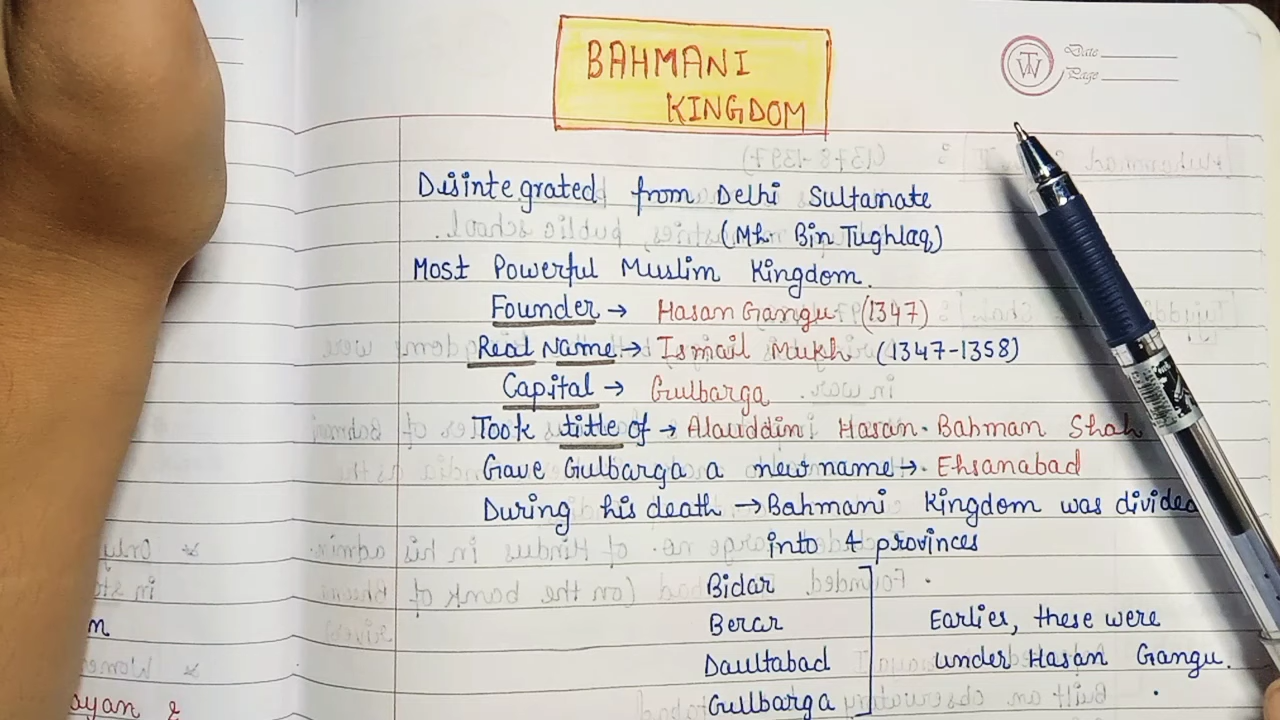 BAHMANI
KINGDOM
Date
Page
TW
Disintegrated from Delhi Sultanate
(Mh. Bin Tughlaq)
Most Powerful Muslim Kingdom.
Founder → Hasan Gangu (1347)
Real Name → Ismail Mukh (1347-1358)
Capital → Gulbarga
Took title of → Alauddin Hasan Bahman Shah
Gave Gulbarga a new name → Ehsanabad
During his death → Bahmani Kingdom was divided
into 4 provinces
Bidar
Berar
Daultabad
Gulbarga
Earlier, these were
under Hasan Gangu.